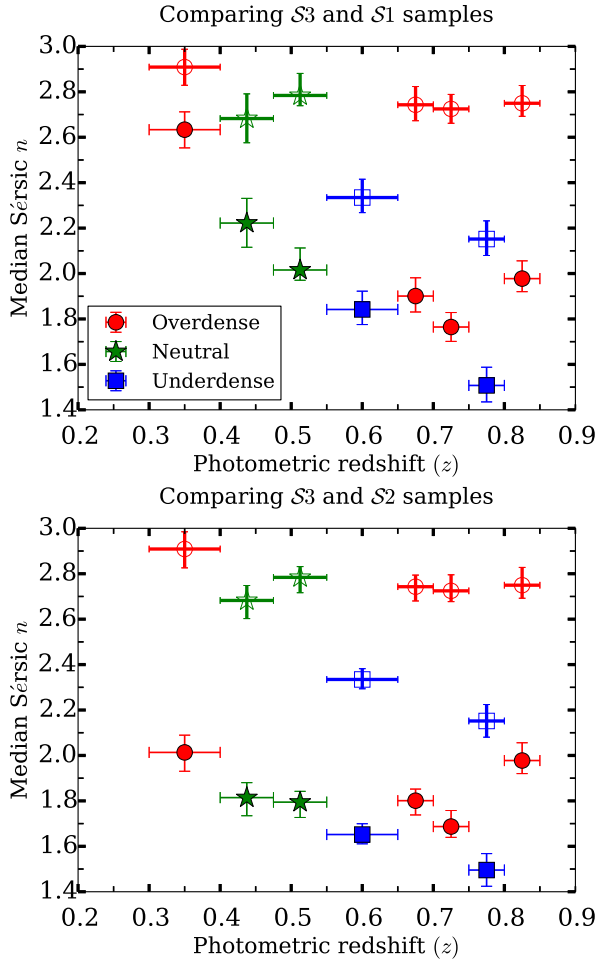 Comparing 𝒮3 and 𝒮1 samples
3.0
2.8
2.6
2.4
2.2
2.0
1.8
1.6
1.4
Median Sérsic n
Overdense
Neutral
Underdense
0.2 0.3 0.4 0.5 0.6 0.7 0.8 0.9
Photometric redshift (z)
Comparing 𝒮3 and 𝒮2 samples
3.0
2.8
2.6
2.4
2.2
2.0
1.8
1.6
1.4
Median Sérsic n
0.2 0.3 0.4 0.5 0.6 0.7 0.8 0.9
Photometric redshift (z)